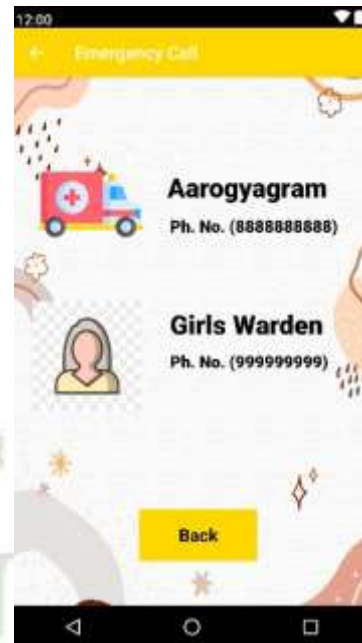 12:00
Emergency Call
Aarogyagram
Ph. No. (8888888888)
Girls Warden
Ph. No. (999999999)
Back